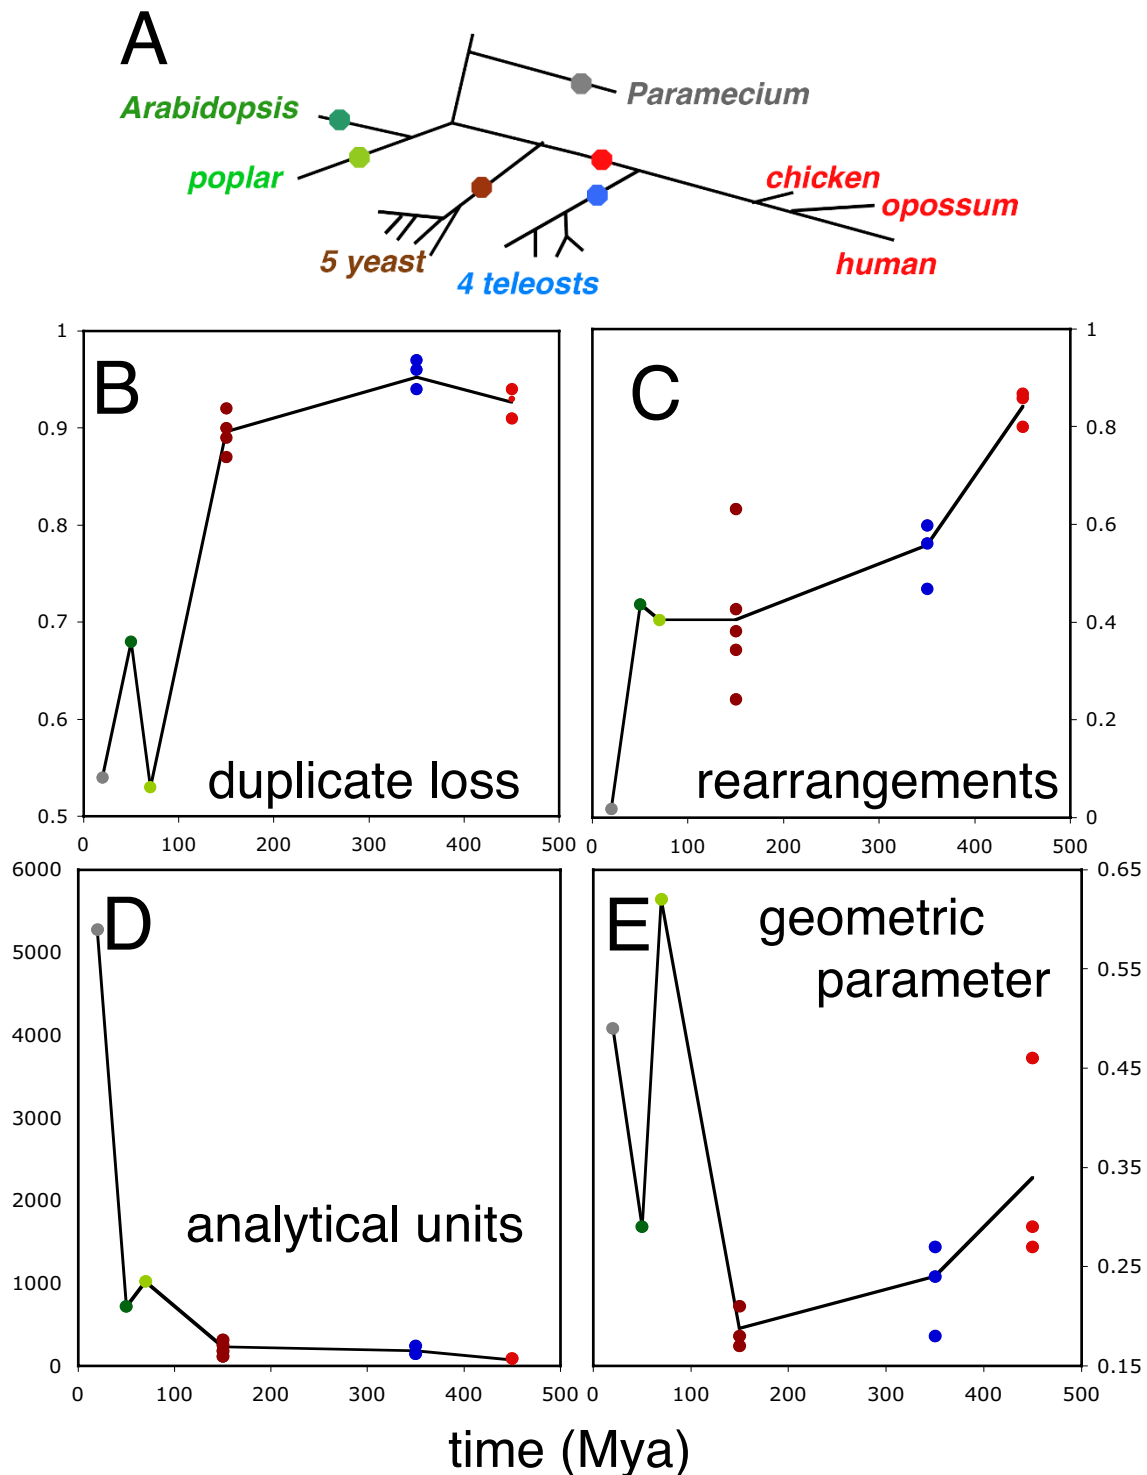 A
Paramecium
Arabidopsis
poplar
chicken
opossum
5 yeast
4 teleosts
human
B
1
0.9
0.8
0.7
0.6
0.5
duplicate loss
0 100 200 300 400 500
C
1
0.8
0.6
0.4
0.2
0
rearrangements
0 100 200 300 400 500
D
6000
5000
4000
3000
2000
1000
0
analytical units
0 100 200 300 400 500
E
geometric
parameter
0.65
0.55
0.45
0.35
0.25
0.15
0 100 200 300 400 500
time (Mya)